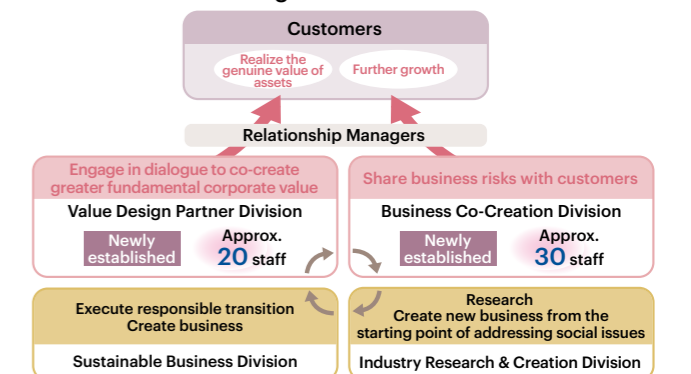 Customers
Realize the
genuine value of
assets
Further growth
Relationship Managers
Engage in dialogue to co-create
greater fundamental corporate value
Value Design Partner Division
Newly
established
Approx.
20 staff
Share business risks with customers
Business Co-Creation Division
Newly
established
Approx.
30 staff
Execute responsible transition
Create business
Sustainable Business Division
Research
Create new business from the
starting point of addressing social issues
Industry Research & Creation Division